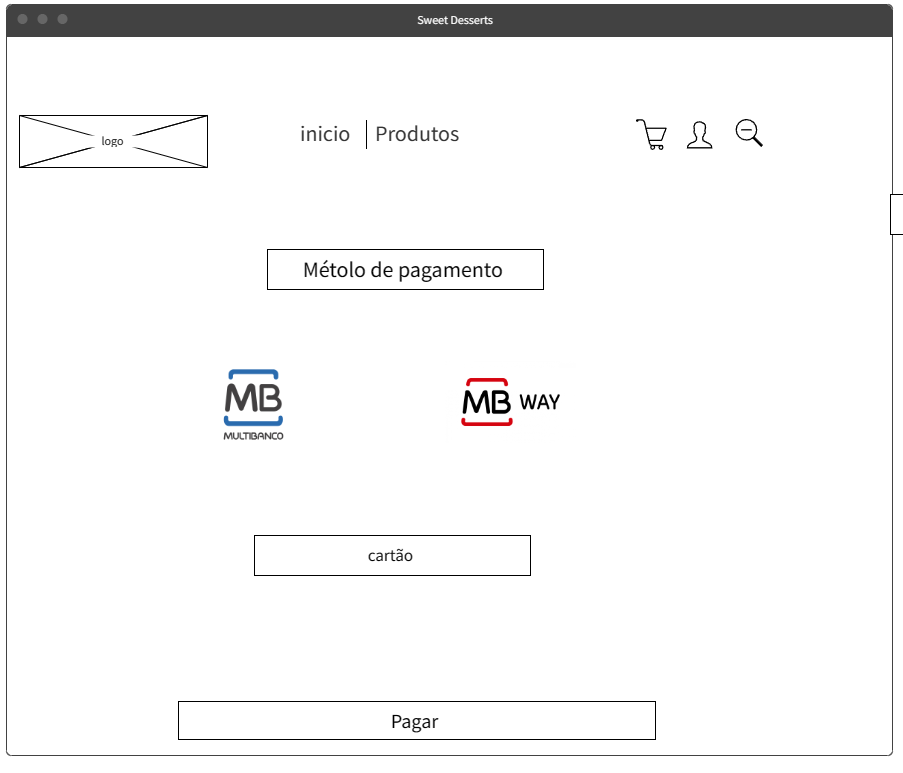 Sweet Desserts
logo
inicio
Produtos
Métolo de pagamento
MB
MULTIBANCO
MB WAY
cartão
Pagar